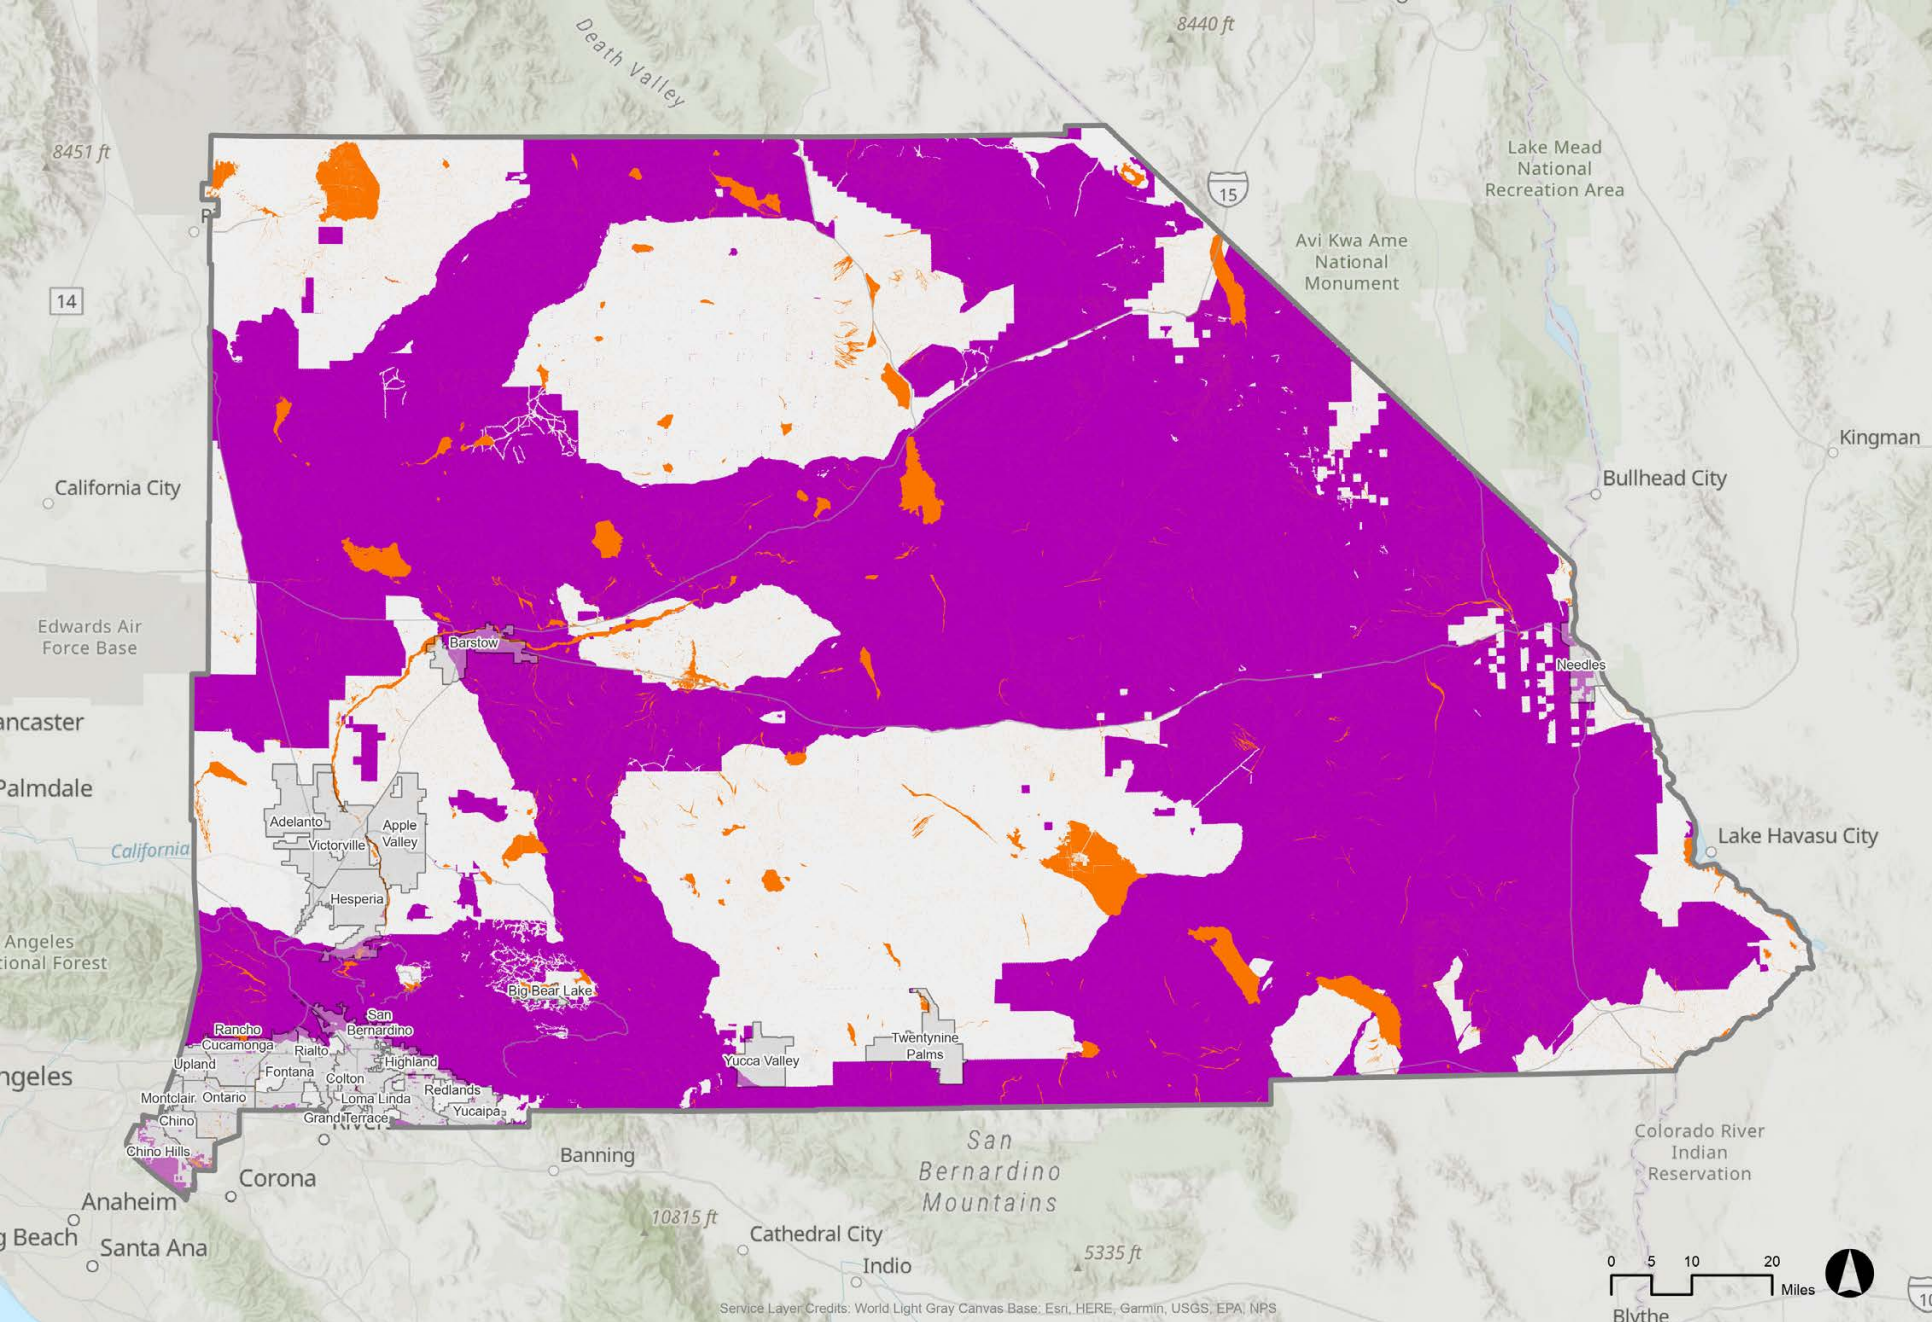 8440 ft
Death Valley
8451 ft
Lake Mead
National
Recreation Area
15
Avi Kwa Ame
National
Monument
14
Kingman
California City
Bullhead City
Edwards Air
Force Base
Barstow
Needles
ancaster
Palmdale
Adelanto
Apple
Valley
Victorville
California
Lake Havasu City
Hesperia
Angeles
tional Forest
Big Bear Lake
San
Bernardino
Rancho
Cucamonga
Rialto
Twentynine
Palms
Upland
Highland
Yucca Valley
Fontana
ngeles
Colton
Redlands
Montclair
Ontario
Loma Linda
Yucaipa
Chino
Grand Terrace
Chino Hills
Banning
San
Bernardino
Mountains
Colorado River
Indian
Reservation
Corona
Anaheim
10815 ft
Cathedral City
g Beach
Santa Ana
5335 ft
Indio
0 5 10 20
Miles
Service Layer Credits: World Light Gray Canvas Base: Esri, HERE, Garmin, USGS, EPA, NPS
10
Blythe